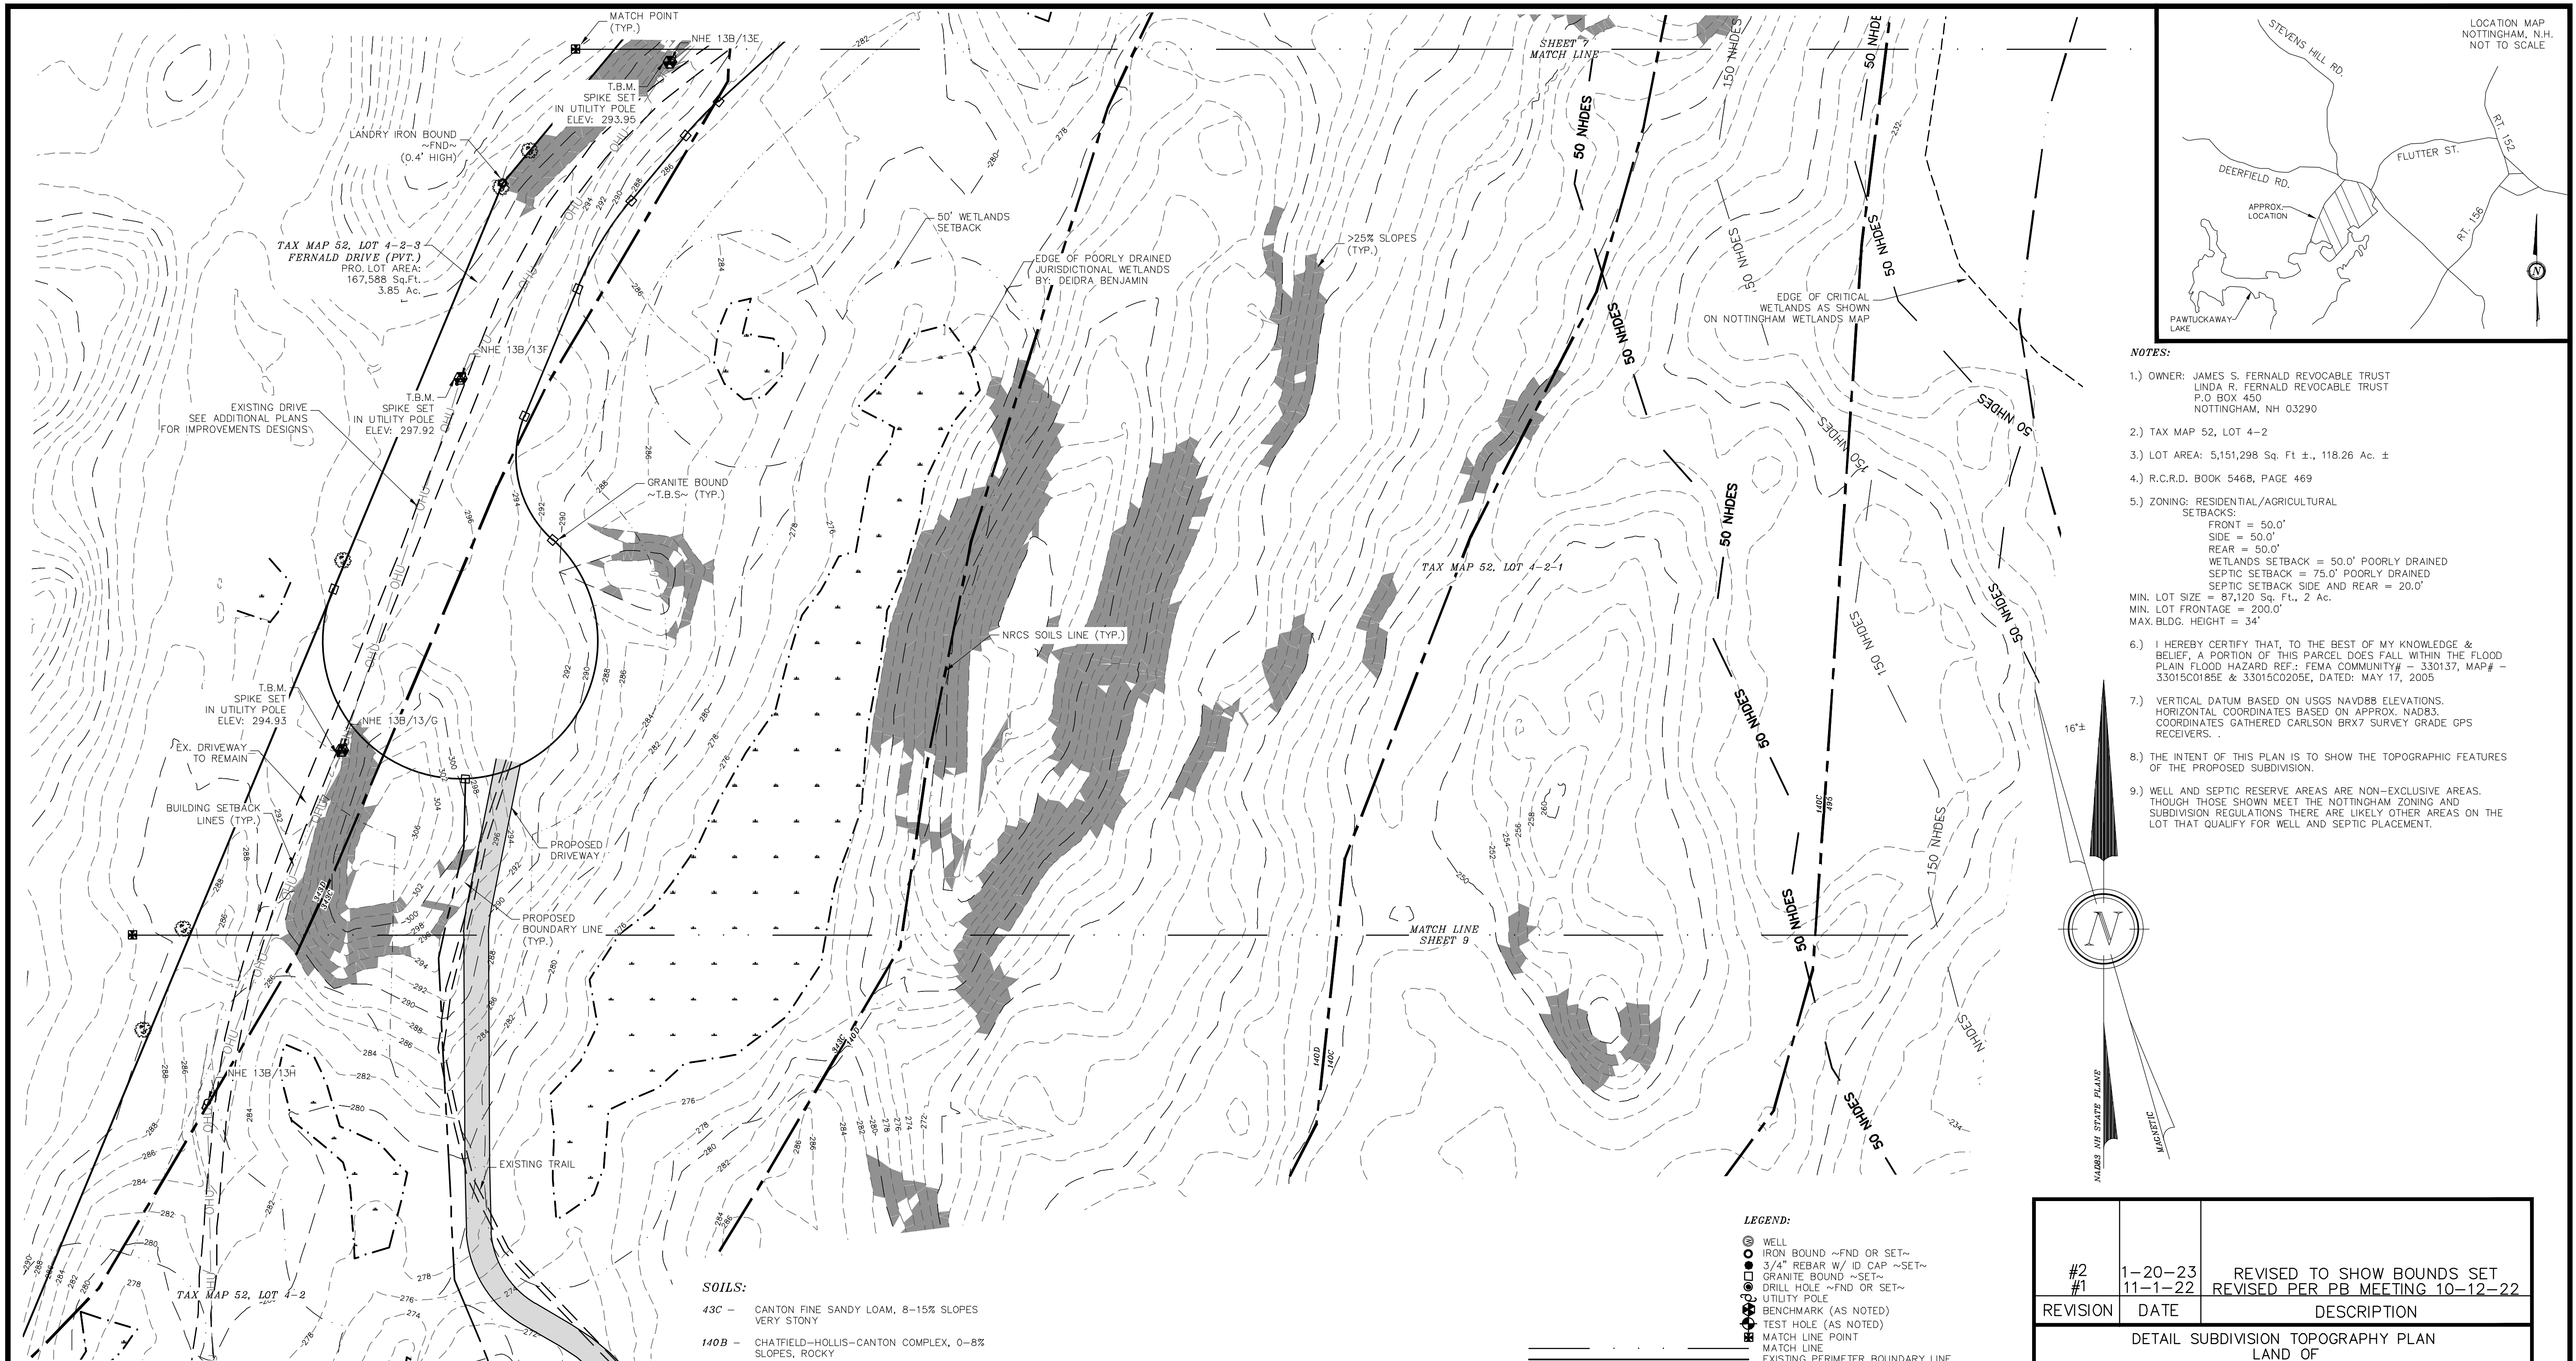 MATCH POINT
(TYP.)
NHE 13B/13E
282
SHEET 7
MATCH LINE
T.B.M.
SPIKE SET
IN UTILITY POLE
ELEV: 293.95
LANDRY IRON BOUND
~FND~
(0.4' HIGH)
TAX MAP 52, LOT 4-2-3
FERNALD DRIVE (PVT.)
PRO. LOT AREA:
167,588 Sq.Ft.
3.85 Ac.
50' WETLANDS
SETBACK
EDGE OF POORLY DRAINED
JURISDICTIONAL WETLANDS
BY: DEIDRA BENJAMIN
>25% SLOPES
(TYP.)
EDGE OF CRITICAL
WETLANDS AS SHOWN
ON NOTTINGHAM WETLANDS MAP
NHE 13B/13F
T.B.M.
SPIKE SET
IN UTILITY POLE
ELEV: 297.92
EXISTING DRIVE
SEE ADDITIONAL PLANS
FOR IMPROVEMENTS DESIGNS
GRANITE BOUND
~T.B.S~ (TYP.)
TAX MAP 52, LOT 4-2-1
NRCS SOILS LINE (TYP.)
T.B.M.
SPIKE SET
IN UTILITY POLE
ELEV: 294.93
NHE 13B/13/G
EX. DRIVEWAY
TO REMAIN
BUILDING SETBACK
LINES (TYP.)
PROPOSED
DRIVEWAY
343D
343C
PROPOSED
BOUNDARY LINE
(TYP.)
MATCH LINE
SHEET 9
140C
495
343C
140D
140D
140C
NHE 13B/13H
EXISTING TRAIL
TAX MAP 52, LOT 4-2
OHU
50 NHDES
150 NHDES
LOCATION MAP
NOTTINGHAM, N.H.
NOT TO SCALE
STEVENS HILL RD.
RT. 152
FLUTTER ST.
DEERFIELD RD.
APPROX.
LOCATION
RT. 156
N
PAWTUCKAWAY
LAKE
NOTES:
1.) OWNER: JAMES S. FERNALD REVOCABLE TRUST
LINDA R. FERNALD REVOCABLE TRUST
P.O BOX 450
NOTTINGHAM, NH 03290
2.) TAX MAP 52, LOT 4-2
3.) LOT AREA: 5,151,298 Sq. Ft ±., 118.26 Ac. ±
4.) R.C.R.D. BOOK 5468, PAGE 469
5.) ZONING: RESIDENTIAL/AGRICULTURAL
SETBACKS:
FRONT = 50.0'
SIDE = 50.0'
REAR = 50.0'
WETLANDS SETBACK = 50.0' POORLY DRAINED
SEPTIC SETBACK = 75.0' POORLY DRAINED
SEPTIC SETBACK SIDE AND REAR = 20.0'
MIN. LOT SIZE = 87,120 Sq. Ft., 2 Ac.
MIN. LOT FRONTAGE = 200.0'
MAX. BLDG. HEIGHT = 34'
6.) I HEREBY CERTIFY THAT, TO THE BEST OF MY KNOWLEDGE &
BELIEF, A PORTION OF THIS PARCEL DOES FALL WITHIN THE FLOOD
PLAIN FLOOD HAZARD REF.: FEMA COMMUNITY# - 330137, MAP# -
33015C0185E & 33015C0205E, DATED: MAY 17, 2005
7.) VERTICAL DATUM BASED ON USGS NAVD88 ELEVATIONS.
HORIZONTAL COORDINATES BASED ON APPROX. NAD83.
COORDINATES GATHERED CARLSON BRX7 SURVEY GRADE GPS
RECEIVERS. .
8.) THE INTENT OF THIS PLAN IS TO SHOW THE TOPOGRAPHIC FEATURES
OF THE PROPOSED SUBDIVISION.
9.) WELL AND SEPTIC RESERVE AREAS ARE NON-EXCLUSIVE AREAS.
THOUGH THOSE SHOWN MEET THE NOTTINGHAM ZONING AND
SUBDIVISION REGULATIONS THERE ARE LIKELY OTHER AREAS ON THE
LOT THAT QUALIFY FOR WELL AND SEPTIC PLACEMENT.
16°±
N
NAD83 NH STATE PLANE
MAGNETIC
SOILS:
43C - CANTON FINE SANDY LOAM, 8-15% SLOPES
VERY STONY
140B - CHATFIELD-HOLLIS-CANTON COMPLEX, 0-8%
SLOPES, ROCKY
LEGEND:
WELL
IRON BOUND ~FND OR SET~
3/4" REBAR W/ ID CAP ~SET~
GRANITE BOUND ~SET~
DRILL HOLE ~FND OR SET~
UTILITY POLE
BENCHMARK (AS NOTED)
TEST HOLE (AS NOTED)
MATCH LINE POINT
MATCH LINE
EXISTING PERIMETER BOUNDARY LINE
#2 1-20-23 REVISED TO SHOW BOUNDS SET
#1 11-1-22 REVISED PER PB MEETING 10-12-22
REVISION DATE DESCRIPTION
DETAIL SUBDIVISION TOPOGRAPHY PLAN
LAND OF